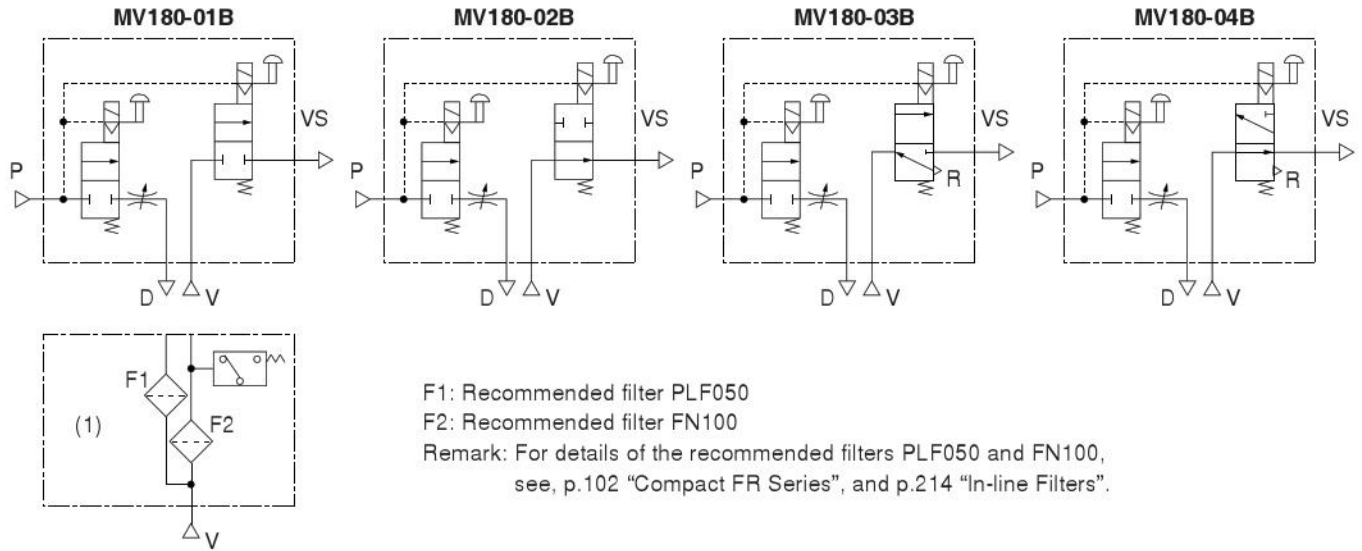 MV180-01B
MV180-02B
MV180-03B
MV180-04B
VS
VS
VS
VS
P
P
P
P
R
R
D
V
D
V
D
V
D
V
F1
F2
(1)
V
F1: Recommended filter PLF050
F2: Recommended filter FN100
Remark: For details of the recommended filters PLF050 and FN100,
see, p.102 “Compact FR Series”, and p.214 “In-line Filters”.